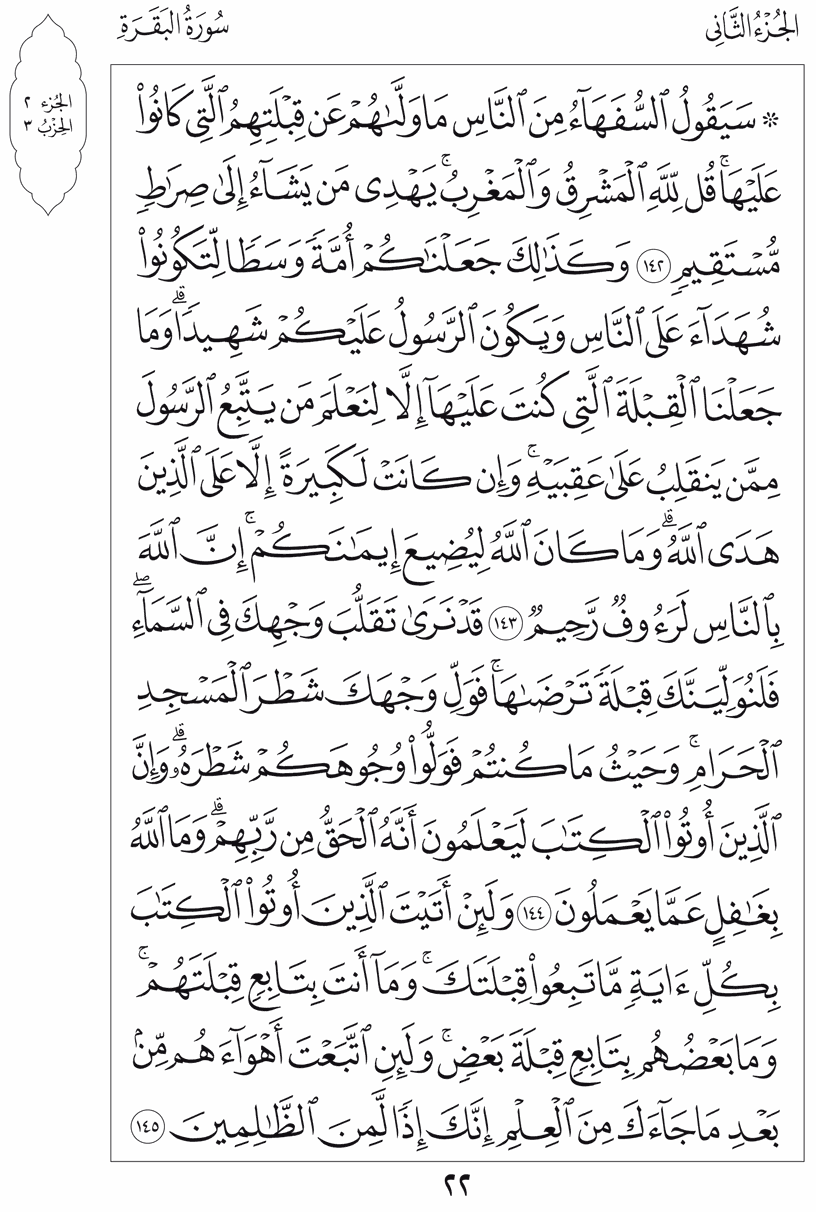 الجُزْءُ الثَّانِي
سُورَةُ البَقَرَةِ
الجُزء ٢
الحِزْبُ ٣
۞ سَيَقُولُ ٱلسُّفَهَآءُ مِنَ ٱلنَّاسِ مَا وَلَّىٰهُمۡ عَن قِبۡلَتِهِمُ ٱلَّتِي كَانُواْ
عَلَيۡهَاۚ قُل لِّلَّهِ ٱلۡمَشۡرِقُ وَٱلۡمَغۡرِبُۚ يَهۡدِي مَن يَشَآءُ إِلَىٰ صِرَٰطٖ
مُّسۡتَقِيمٖ ١٤٢ وَكَذَٰلِكَ جَعَلۡنَٰكُمۡ أُمَّةٗ وَسَطٗا لِّتَكُونُواْ
شُهَدَآءَ عَلَى ٱلنَّاسِ وَيَكُونَ ٱلرَّسُولُ عَلَيۡكُمۡ شَهِيدٗاۗ وَمَا
جَعَلۡنَا ٱلۡقِبۡلَةَ ٱلَّتِي كُنتَ عَلَيۡهَآ إِلَّا لِنَعۡلَمَ مَن يَتَّبِعُ ٱلرَّسُولَ
مِمَّن يَنقَلِبُ عَلَىٰ عَقِبَيۡهِۚ وَإِن كَانَتۡ لَكَبِيرَةً إِلَّا عَلَى ٱلَّذِينَ
هَدَى ٱللَّهُۗ وَمَا كَانَ ٱللَّهُ لِيُضِيعَ إِيمَٰنَكُمۡۚ إِنَّ ٱللَّهَ
بِٱلنَّاسِ لَرَءُوفٞ رَّحِيمٞ ١٤٣ قَدۡ نَرَىٰ تَقَلُّبَ وَجۡهِكَ فِي ٱلسَّمَآءِۖ
فَلَنُوَلِّيَنَّكَ قِبۡلَةٗ تَرۡضَىٰهَاۚ فَوَلِّ وَجۡهَكَ شَطۡرَ ٱلۡمَسۡجِدِ
ٱلۡحَرَامِۚ وَحَيۡثُ مَا كُنتُمۡ فَوَلُّواْ وُجُوهَكُمۡ شَطۡرَهُۥۗ وَإِنَّ
ٱلَّذِينَ أُوتُواْ ٱلۡكِتَٰبَ لَيَعۡلَمُونَ أَنَّهُ ٱلۡحَقُّ مِن رَّبِّهِمۡۗ وَمَا ٱللَّهُ
بِغَٰفِلٍ عَمَّا يَعۡمَلُونَ ١٤٤ وَلَئِنۡ أَتَيۡتَ ٱلَّذِينَ أُوتُواْ ٱلۡكِتَٰبَ
بِكُلِّ ءَايَةٖ مَّا تَبِعُواْ قِبۡلَتَكَۚ وَمَآ أَنتَ بِتَابِعٖ قِبۡلَتَهُمۡۚ
وَمَا بَعۡضُهُم بِتَابِعٖ قِبۡلَةَ بَعۡضٖۚ وَلَئِنِ ٱتَّبَعۡتَ أَهۡوَآءَهُم مِّنۢ
بَعۡدِ مَا جَآءَكَ مِنَ ٱلۡعِلۡمِ إِنَّكَ إِذٗا لَّمِنَ ٱلظَّٰلِمِينَ ١٤٥
٢٢